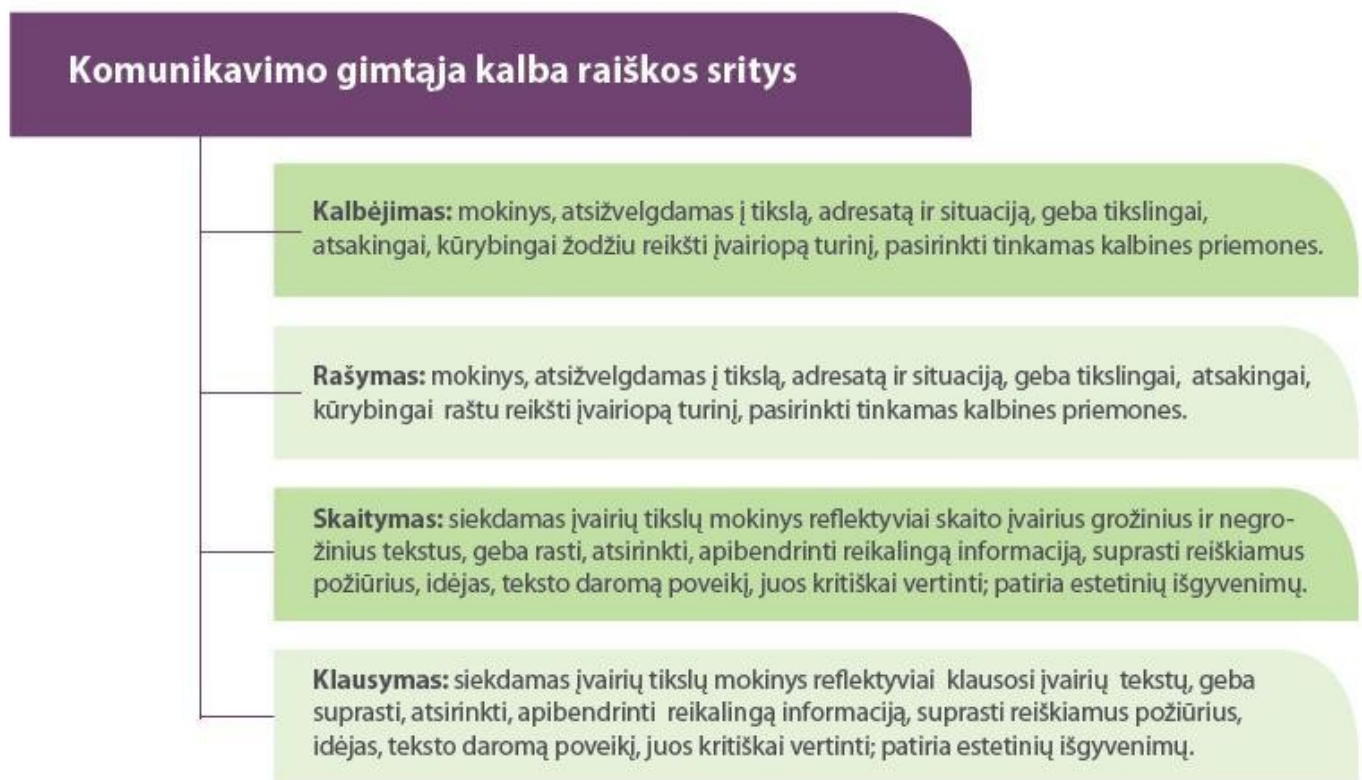 Komunikavimo gimtąja kalba raiškos sritys
Kalbėjimas: mokinys, atsižvelgdamas į tikslą, adresatą ir situaciją, geba tikslingai,
atsakingai, kūrybingai žodžiu reikšti įvairiopą turinį, pasirinkti tinkamas kalbines priemones.
Rašymas: mokinys, atsižvelgdamas į tikslą, adresatą ir situaciją, geba tikslingai, atsakingai,
kūrybingai raštu reikšti įvairiopą turinį, pasirinkti tinkamas kalbines priemones.
Skaitymas: siekdamas įvairių tikslų mokinys reflektyviai skaito įvairius grožinius ir negro-
žinius tekstus, geba rasti, atsirinkti, apibendrinti reikalingą informaciją, suprasti reiškiamus
požiūrius, idėjas, teksto daromą poveikį, juos kritiškai vertinti; patiria estetinių išgyvenimų.
Klausymas: siekdamas įvairių tikslų mokinys reflektyviai klausosi įvairių tekstų, geba
suprasti, atsirinkti, apibendrinti reikalingą informaciją, suprasti reiškiamus požiūrius,
idėjas, teksto daromą poveikį, juos kritiškai vertinti; patiria estetinių išgyvenimų.